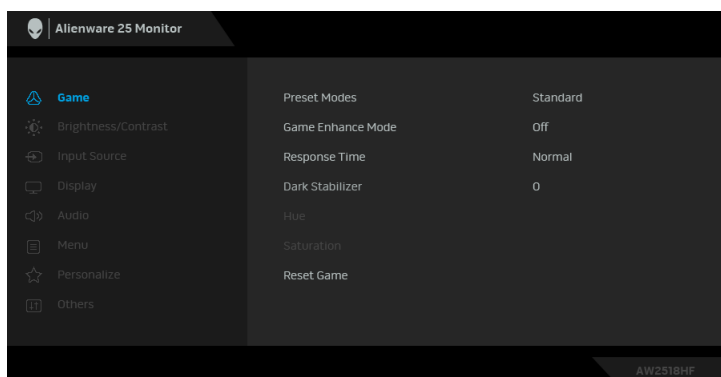 Alienware 25 Monitor
Game
Preset Modes Standard
Brightness/Contrast
Game Enhance Mode Off
Input Source
Response Time Normal
Display
Dark Stabilizer 0
Audio
Hue
Menu
Saturation
Personalize
Reset Game
Others
AW2518HF